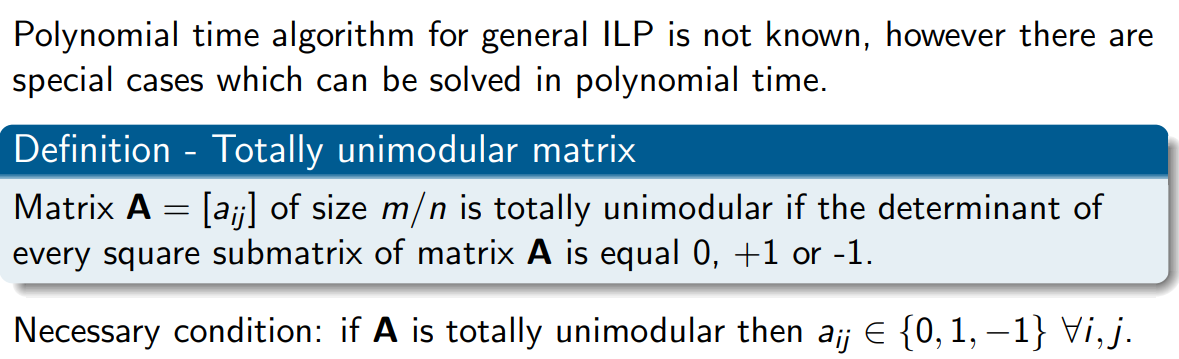 Polynomial time algorithm for general ILP is not known, however there are
special cases which can be solved in polynomial time.
Definition - Totally unimodular matrix
Matrix A = [aij] of size m/n is totally unimodular if the determinant of
every square submatrix of matrix A is equal 0, +1 or -1.
Necessary condition: if A is totally unimodular then aij ∈ {0, 1, −1} ∀i, j.